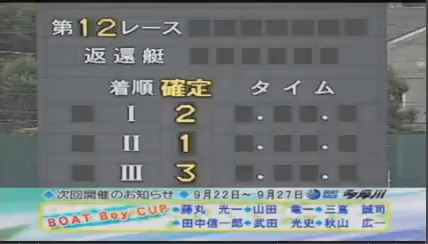 第12レース
返還艇
着順 確定 タイム
I 2
II 1
III 3
◆次回開催のお知らせ◆9月22日～9月27日 多摩川
BOAT Boy CUP
◆藤丸 光一◆山田 竜一◆三嶌 誠司
◆田中信一郎◆武田 光史◆秋山 広一